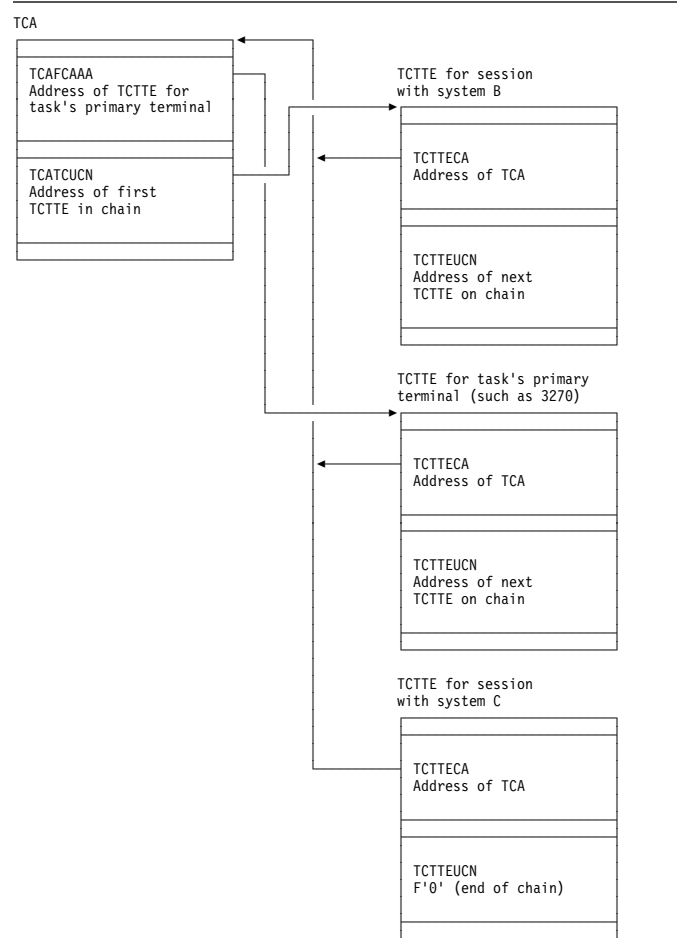 TCA
TCAFCAAA
Address of TCTTE for
task's primary terminal
TCATCUCN
Address of first
TCTTE in chain
TCTTE for session
with system B
TCTTECA
Address of TCA
TCTTEUCN
Address of next
TCTTE on chain
TCTTE for task's primary
terminal (such as 3270)
TCTTECA
Address of TCA
TCTTEUCN
Address of next
TCTTE on chain
TCTTE for session
with system C
TCTTECA
Address of TCA
TCTTEUCN
F'0' (end of chain)